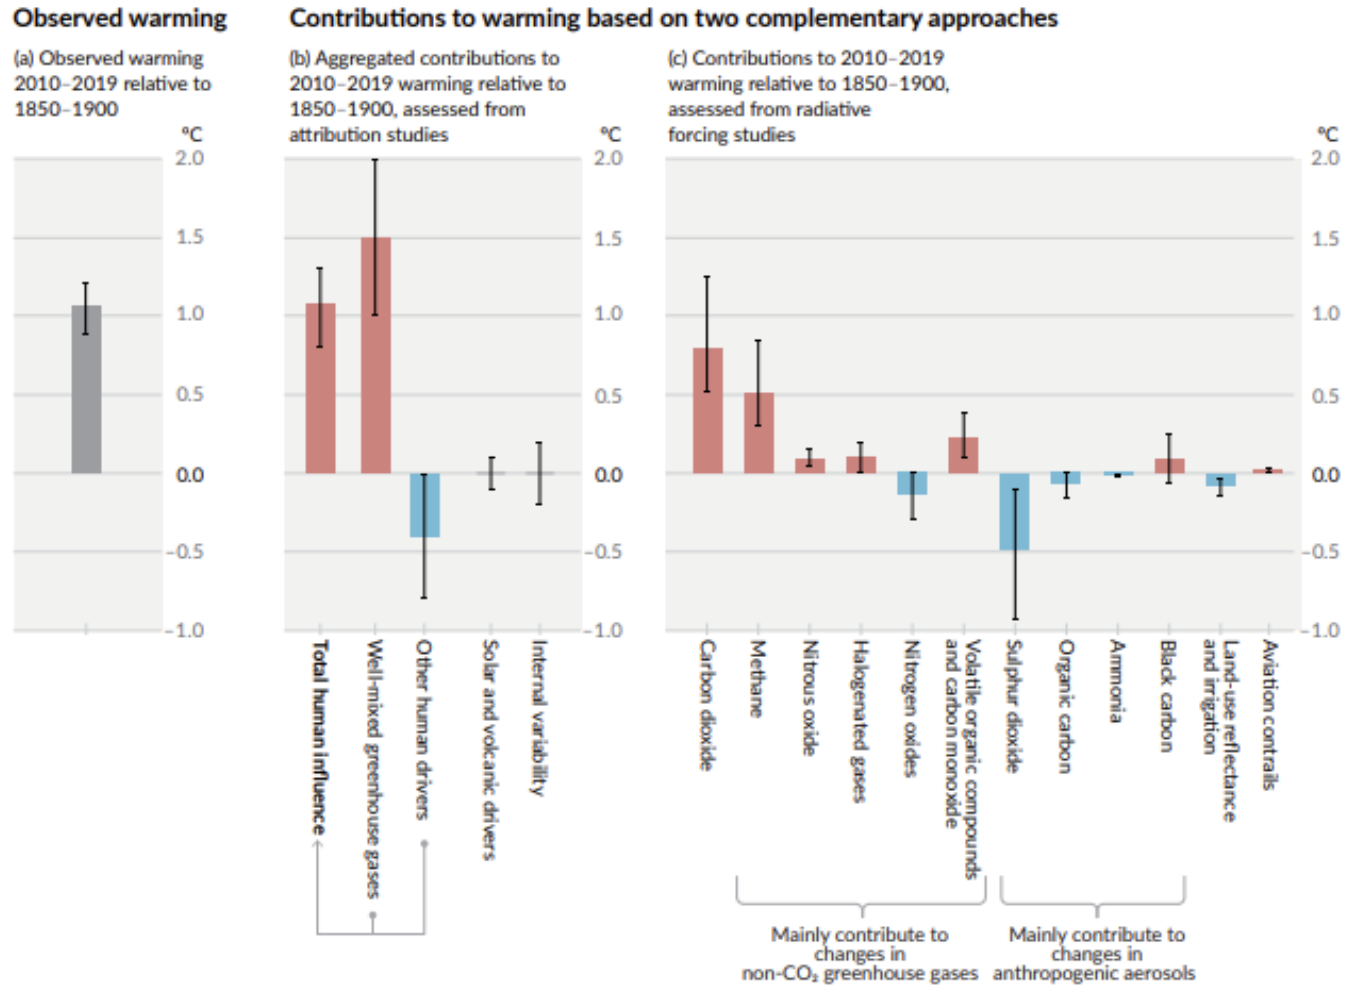 Observed warming
Contributions to warming based on two complementary approaches
(a) Observed warming
2010–2019 relative to
1850–1900
(b) Aggregated contributions to
2010–2019 warming relative to
1850–1900, assessed from
attribution studies
(c) Contributions to 2010–2019
warming relative to 1850–1900,
assessed from radiative
forcing studies
ºC
2.0
1.5
1.0
0.5
0.0
–0.5
–1.0
ºC
2.0
1.5
1.0
0.5
0.0
–0.5
–1.0
ºC
2.0
1.5
1.0
0.5
0.0
–0.5
–1.0
Total human influence
Well-mixed greenhouse gases
Other human drivers
Solar and volcanic drivers
Internal variability
Carbon dioxide
Methane
Nitrous oxide
Halogenated gases
Nitrogen oxides
Volatile organic compounds
and carbon monoxide
Sulphur dioxide
Organic carbon
Ammonia
Black carbon
Land-use reflectance
and irrigation
Aviation contrails
Mainly contribute to
changes in
non-CO₂ greenhouse gases
Mainly contribute to
changes in
anthropogenic aerosols